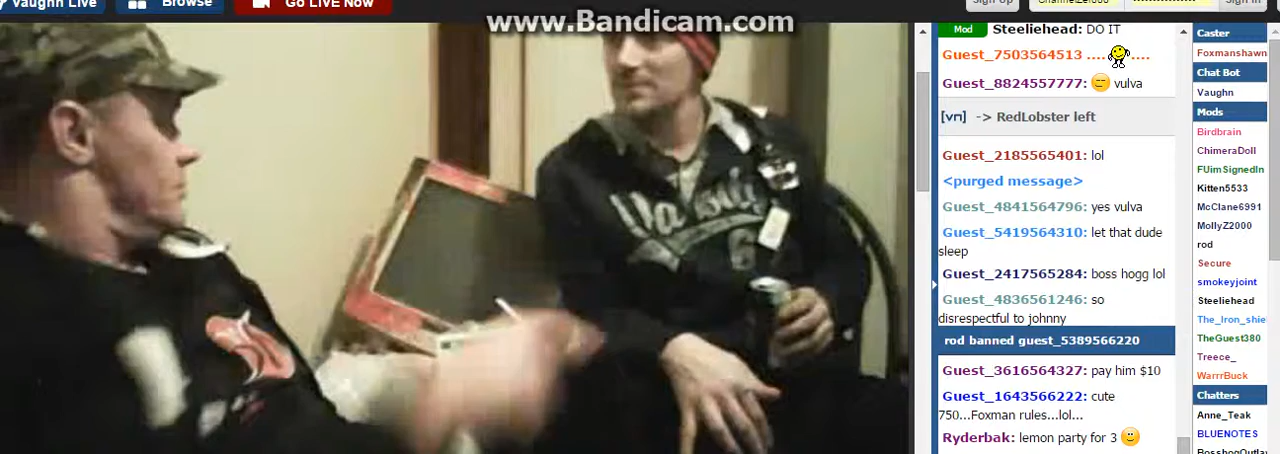 Vaughn Live
Browse
Go LIVE Now
www.Bandicam.com
Sign Up
Sign In
Mod Steeliehead: DO IT
Guest_7503564513 .... ....
Guest_8824557777: vulva
[vn] -> RedLobster left
Guest_2185565401: lol
<purged message>
Guest_4841564796: yes vulva
Guest_5419564310: let that dude
sleep
Guest_2417565284: boss hogg lol
Guest_4836561246: so
disrespectful to johnny
rod banned guest_5389566220
Guest_3616564327: pay him $10
Guest_1643566222: cute
750...Foxman rules...lol...
Ryderbak: lemon party for 3
Caster
Foxmanshawn
Chat Bot
Vaughn
Mods
Birdbrain
ChimeraDoll
FUimSignedIn
Kitten5533
McClane6991
MollyZ2000
rod
Secure
smokeyjoint
Steeliehead
The_Iron_shie
TheGuest380
Treece_
WarrrBuck
Chatters
Anne_Teak
BLUENOTES
BosshogOutlaw